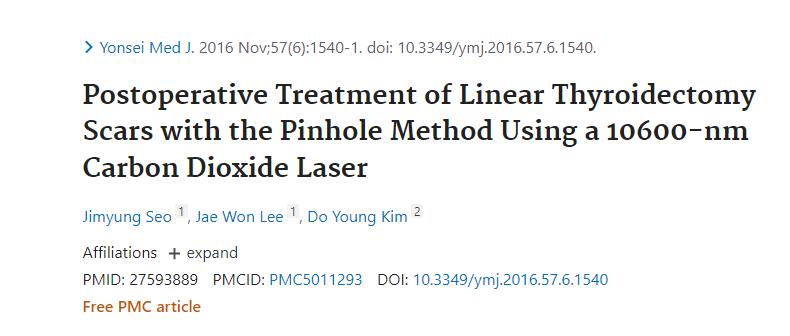 Yonsei Med J. 2016 Nov;57(6):1540-1. doi: 10.3349/ymj.2016.57.6.1540.
Postoperative Treatment of Linear Thyroidectomy
Scars with the Pinhole Method Using a 10600-nm
Carbon Dioxide Laser
Jimyung Seo 1, Jae Won Lee 1, Do Young Kim 2
Affiliations + expand
PMID: 27593889 PMCID: PMC5011293 DOI: 10.3349/ymj.2016.57.6.1540
Free PMC article